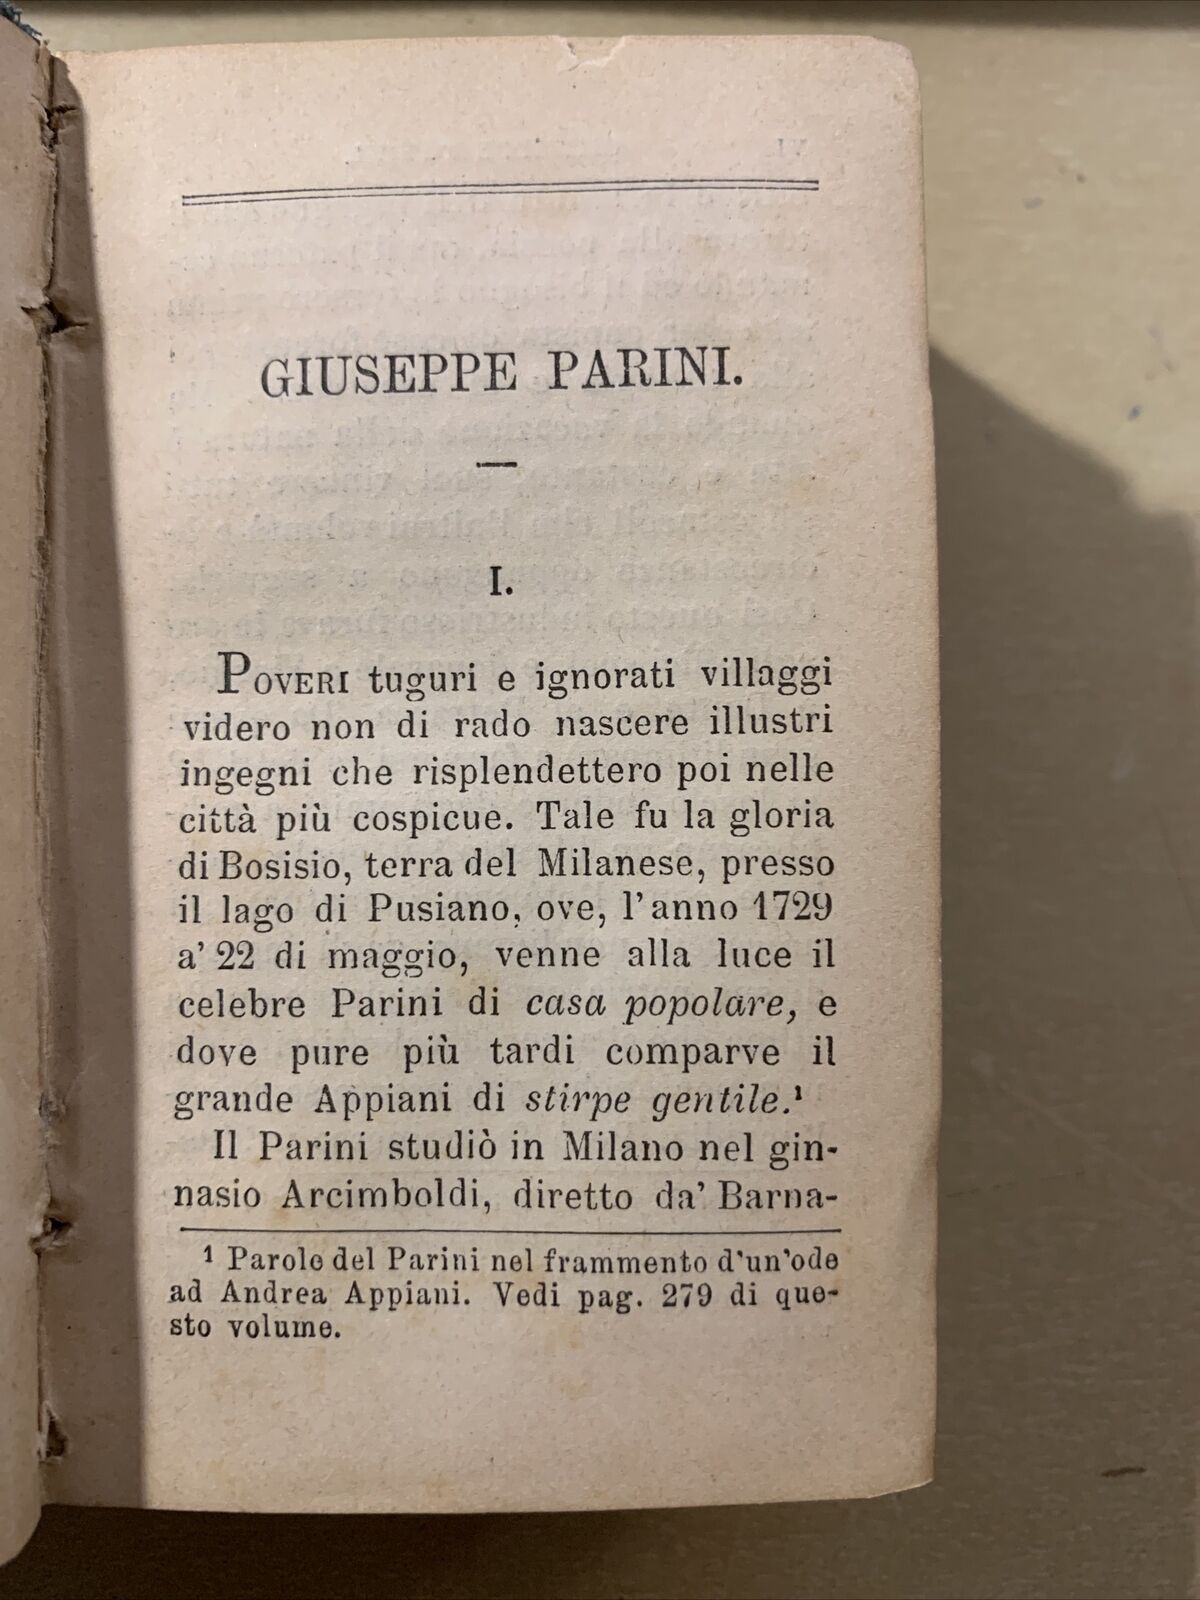 GIUSEPPE PARINI.
I.
POVERI tuguri e ignorati villaggi
videro non di rado nascere illustri
ingegni che risplendettero poi nelle
città più cospicue. Tale fu la gloria
di Bosisio, terra del Milanese, presso
il lago di Pusiano, ove, l'anno 1729
a' 22 di maggio, venne alla luce il
celebre Parini di casa popolare, e
dove pure più tardi comparve il
grande Appiani di stirpe gentile.¹
Il Parini studiò in Milano nel gin-
nasio Arcimboldi, diretto da' Barna-
¹ Parole del Parini nel frammento d'un'ode
ad Andrea Appiani. Vedi pag. 279 di que-
sto volume.